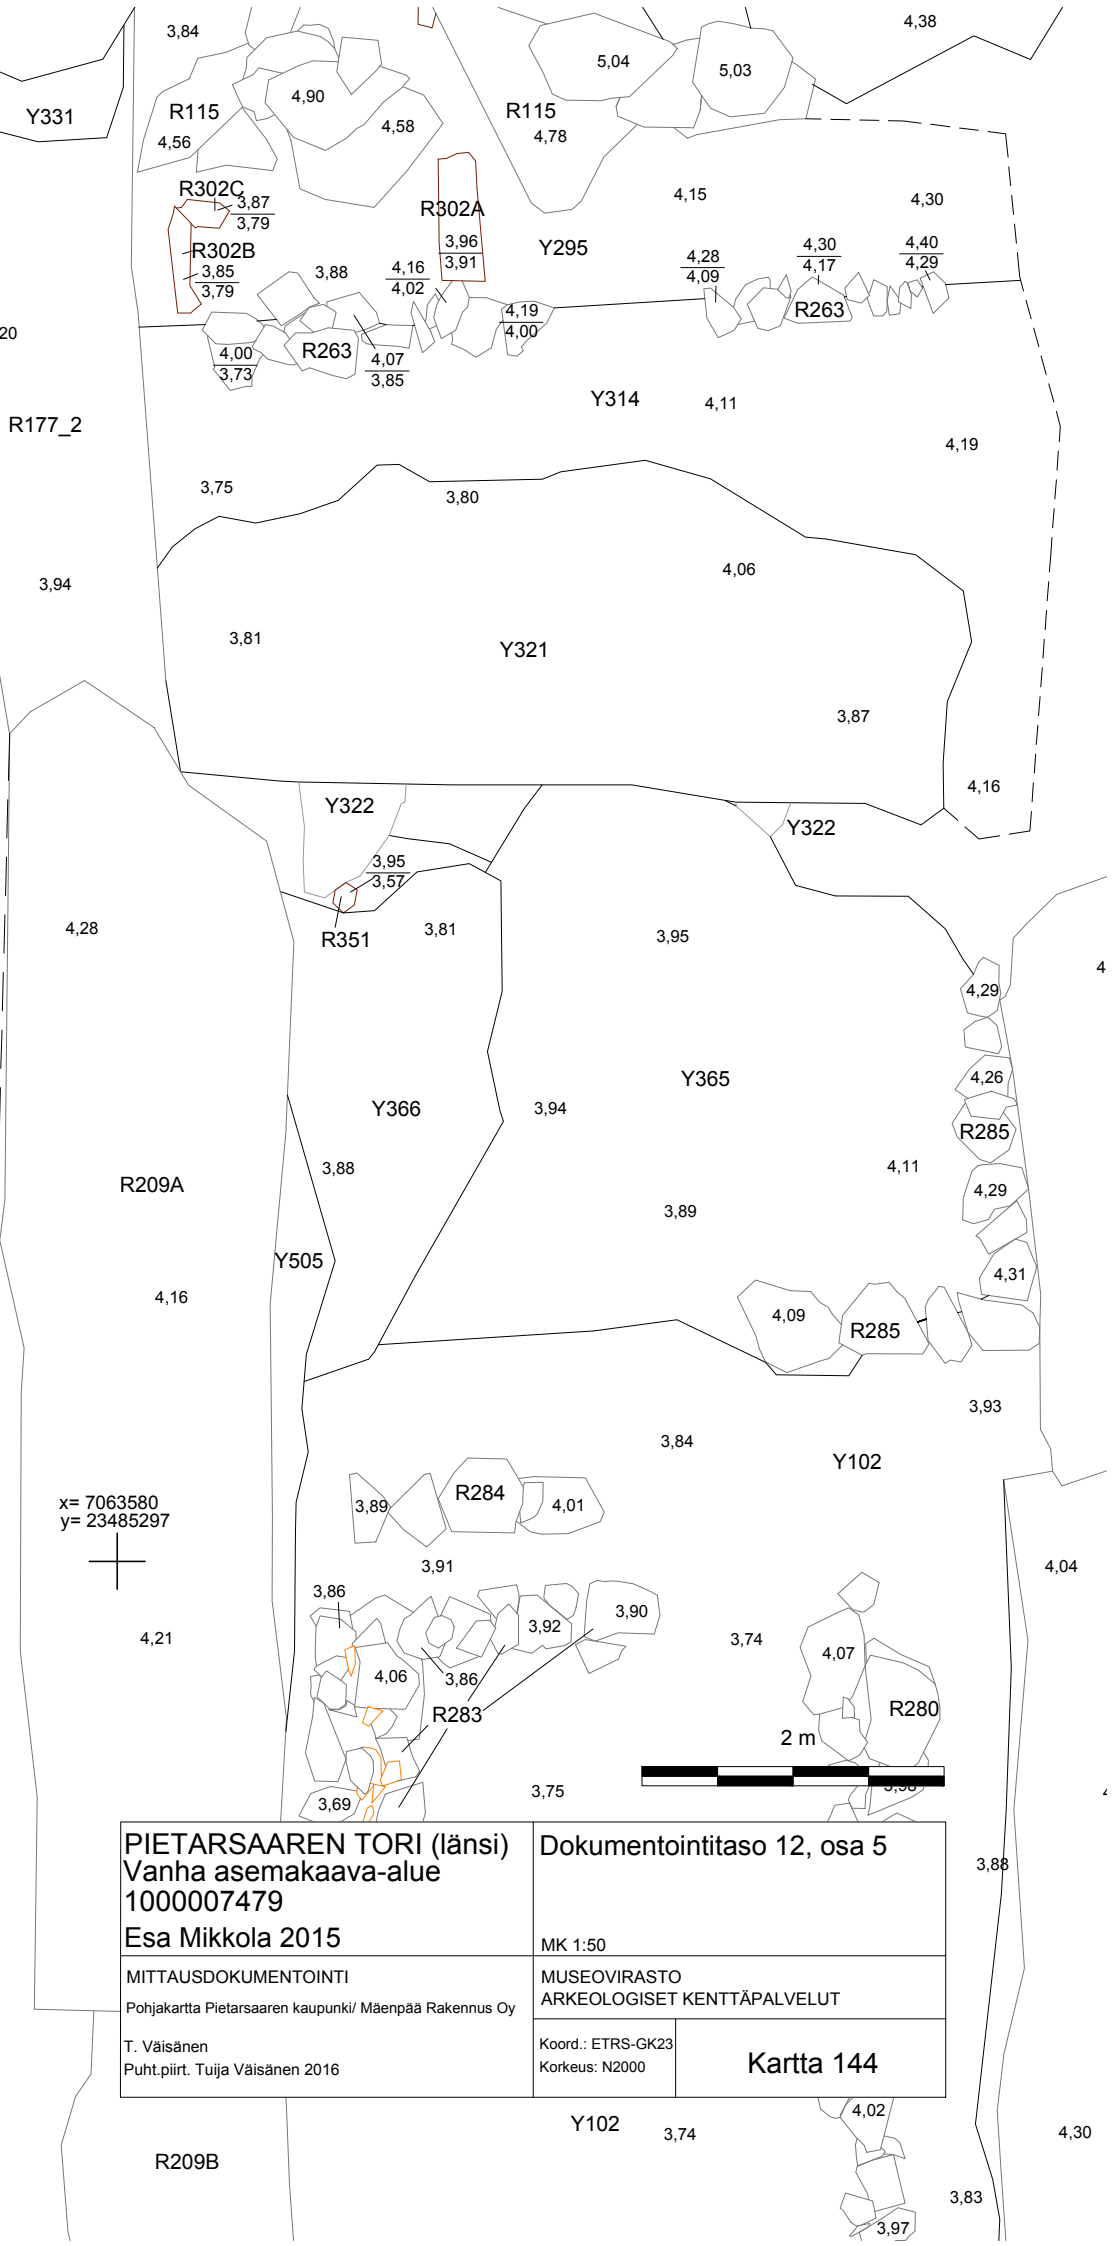 3,84
4,38
5,04
5,03
Y331
R115
4,90
4,56
4,58
R115
4,78
R302C
3,87
3,79
R302A
4,15
4,30
R302B
3,85
3,79
3,88
3,96
3,91
Y295
4,16
4,02
4,28
4,09
4,30
4,17
4,40
4,29
R263
4,19
4,00
20
4,00
3,73
R263
4,07
3,85
Y314
4,11
R177_2
4,19
3,75
3,80
3,94
4,06
3,81
Y321
3,87
4,16
Y322
Y322
3,95
3,57
4,28
R351
3,81
3,95
4
4,29
Y365
4,26
Y366
3,94
R285
3,88
4,11
R209A
4,29
3,89
Y505
4,31
4,16
4,09
R285
3,93
3,84
Y102
R284
3,89
4,01
x= 7063580
y= 23485297
3,91
4,04
3,86
3,90
3,92
4,21
3,74
4,07
4,06
3,86
R283
R280
2 m
3,75
3,98
3,69
4
PIETARSAAREN TORI (länsi)
Vanha asemakaava-alue
1000007479
Esa Mikkola 2015
Dokumentointitaso 12, osa 5
MK 1:50
3,88
MITTAUSDOKUMENTOINTI
Pohjakartta Pietarsaaren kaupunki/ Mäenpää Rakennus Oy
T. Väisänen
Puht.piirt. Tuija Väisänen 2016
MUSEOVIRASTO
ARKEOLOGISET KENTTÄPALVELUT
Koord.: ETRS-GK23
Korkeus: N2000
Kartta 144
4,02
Y102
3,74
4,30
R209B
3,83
3,97